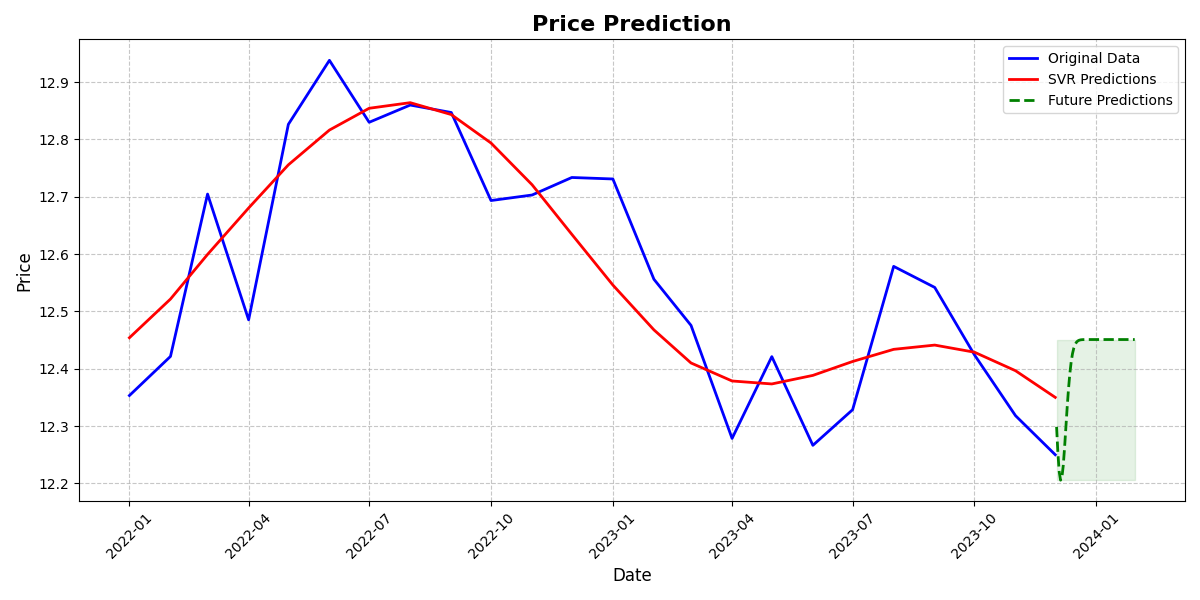 Price Prediction
Original Data
SVR Predictions
Future Predictions
Price
12.9
12.8
12.7
12.6
12.5
12.4
12.3
12.2
2022-01
2022-04
2022-07
2022-10
2023-01
2023-04
2023-07
2023-10
2024-01
Date